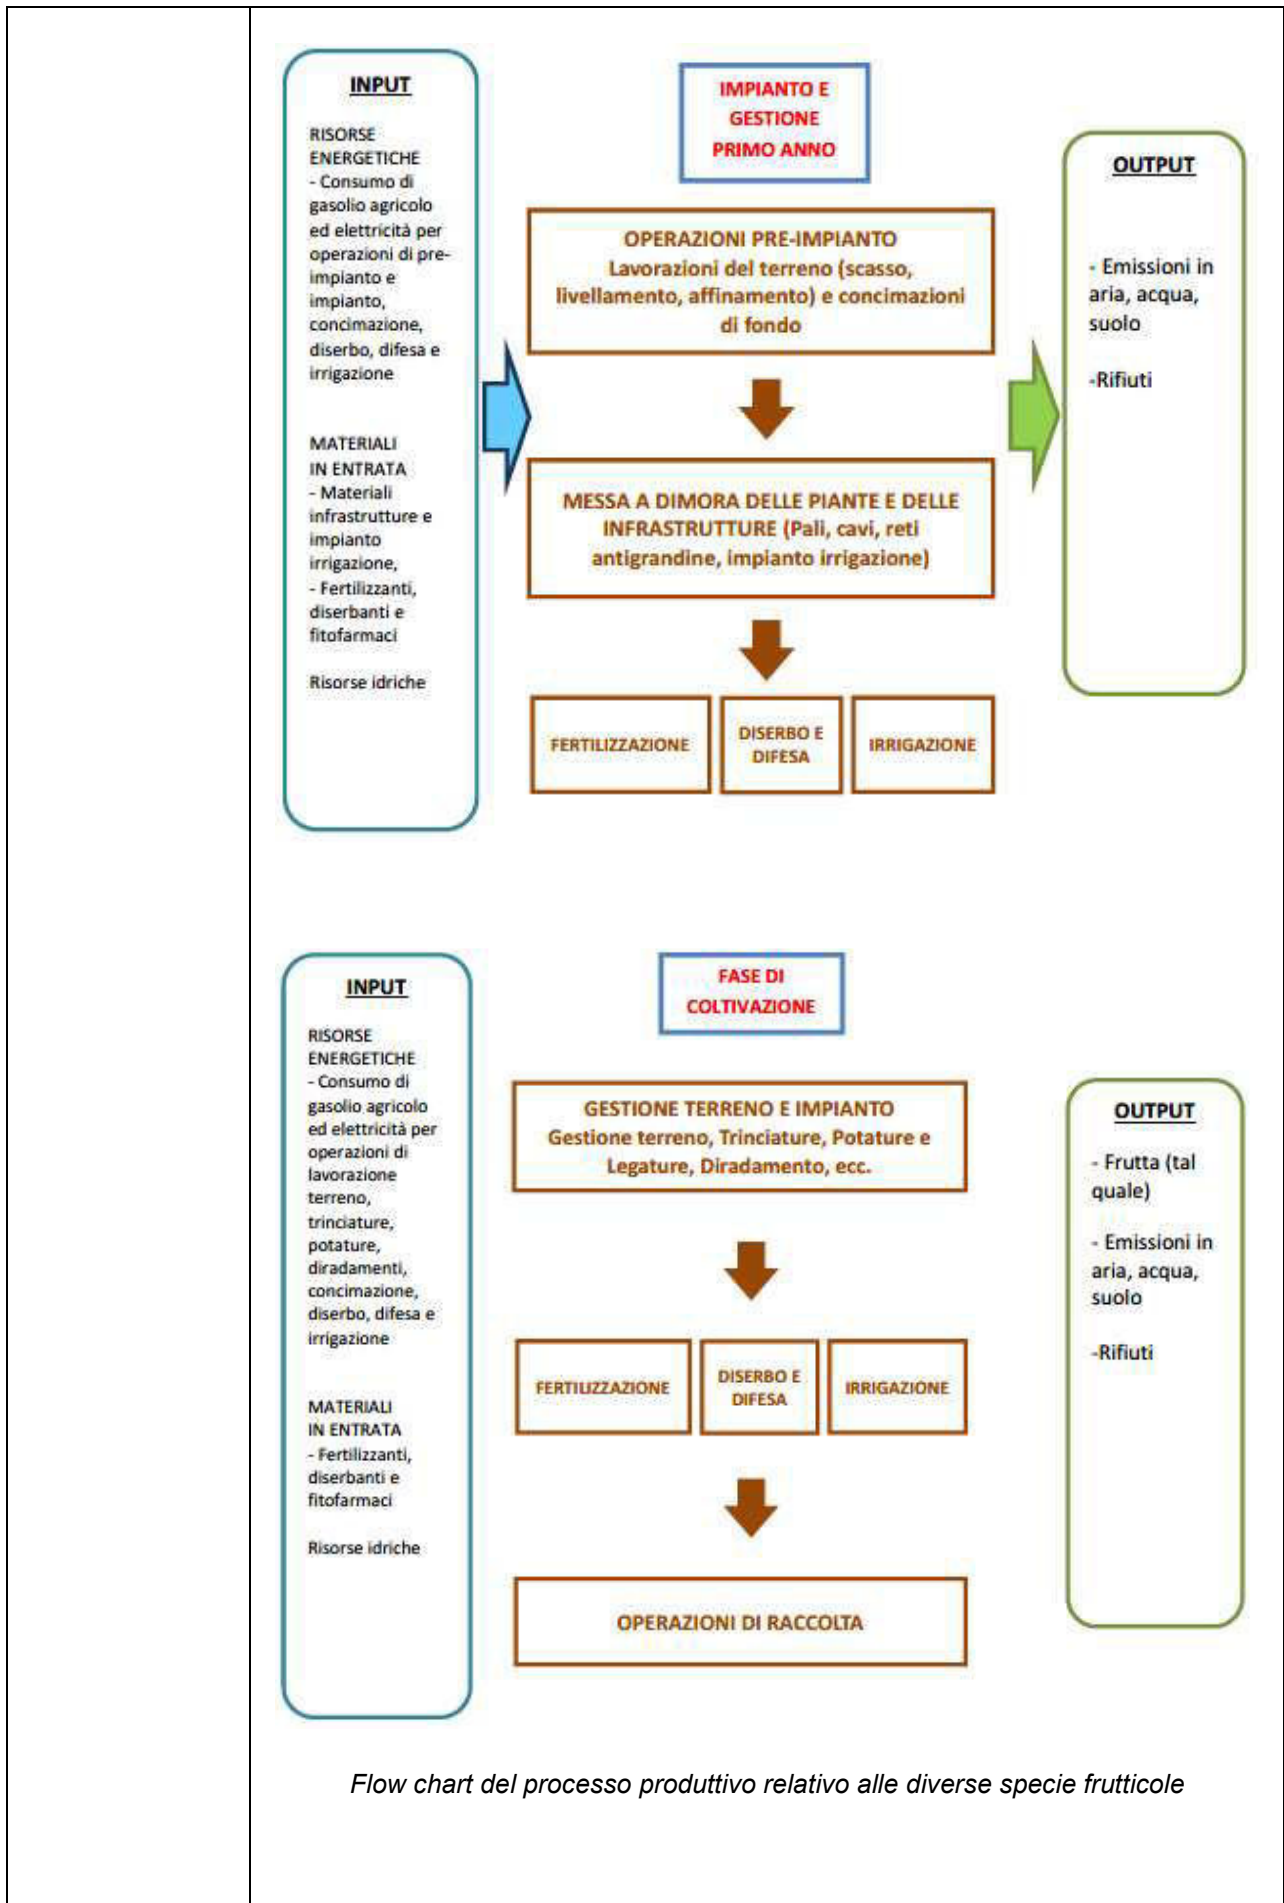 INPUT
RISORSE
ENERGETICHE
- Consumo di
gasolio agricolo
ed elettricità per
operazioni di pre-
impianto e
impianto,
concimazione,
diserbo, difesa e
irrigazione
MATERIALI
IN ENTRATA
- Materiali
infrastrutture e
impianto
irrigazione,
- Fertilizzanti,
diserbanti e
fitofarmaci
Risorse idriche
IMPIANTO E
GESTIONE
PRIMO ANNO
OPERAZIONI PRE-IMPIANTO
Lavorazioni del terreno (scasso,
livellamento, affinamento) e concimazioni
di fondo
MESSA A DIMORA DELLE PIANTE E DELLE
INFRASTRUTTURE (Pali, cavi, reti
antigrandine, impianto irrigazione)
FERTILIZZAZIONE
DISERBO E
DIFESA
IRRIGAZIONE
OUTPUT
- Emissioni in
aria, acqua,
suolo
-Rifiuti
INPUT
RISORSE
ENERGETICHE
- Consumo di
gasolio agricolo
ed elettricità per
operazioni di
lavorazione
terreno,
trinciature,
potature,
diradamenti,
concimazione,
diserbo, difesa e
irrigazione
MATERIALI
IN ENTRATA
- Fertilizzanti,
diserbanti e
fitofarmaci
Risorse idriche
FASE DI
COLTIVAZIONE
GESTIONE TERRENO E IMPIANTO
Gestione terreno, Trinciature, Potature e
Legature, Diradamento, ecc.
FERTILIZZAZIONE
DISERBO E
DIFESA
IRRIGAZIONE
OPERAZIONI DI RACCOLTA
OUTPUT
- Frutta (tal
quale)
- Emissioni in
aria, acqua,
suolo
-Rifiuti
Flow chart del processo produttivo relativo alle diverse specie frutticole